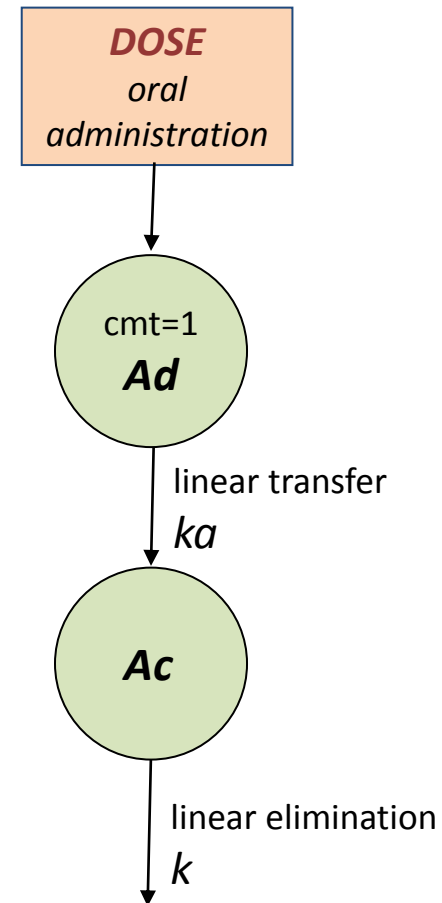 DOSE
oral
administration
cmt=1
Ad
linear transfer
ka
Ac
linear elimination
k